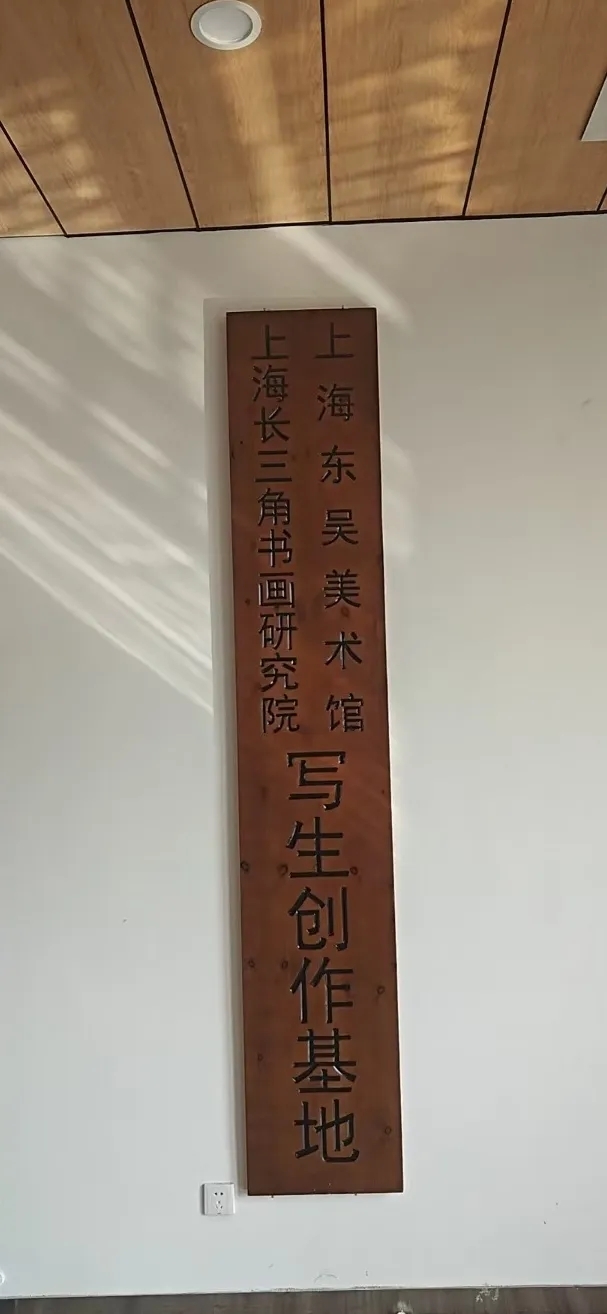 上海东吴美术馆
上海长三角书画研究院
写生创作基地